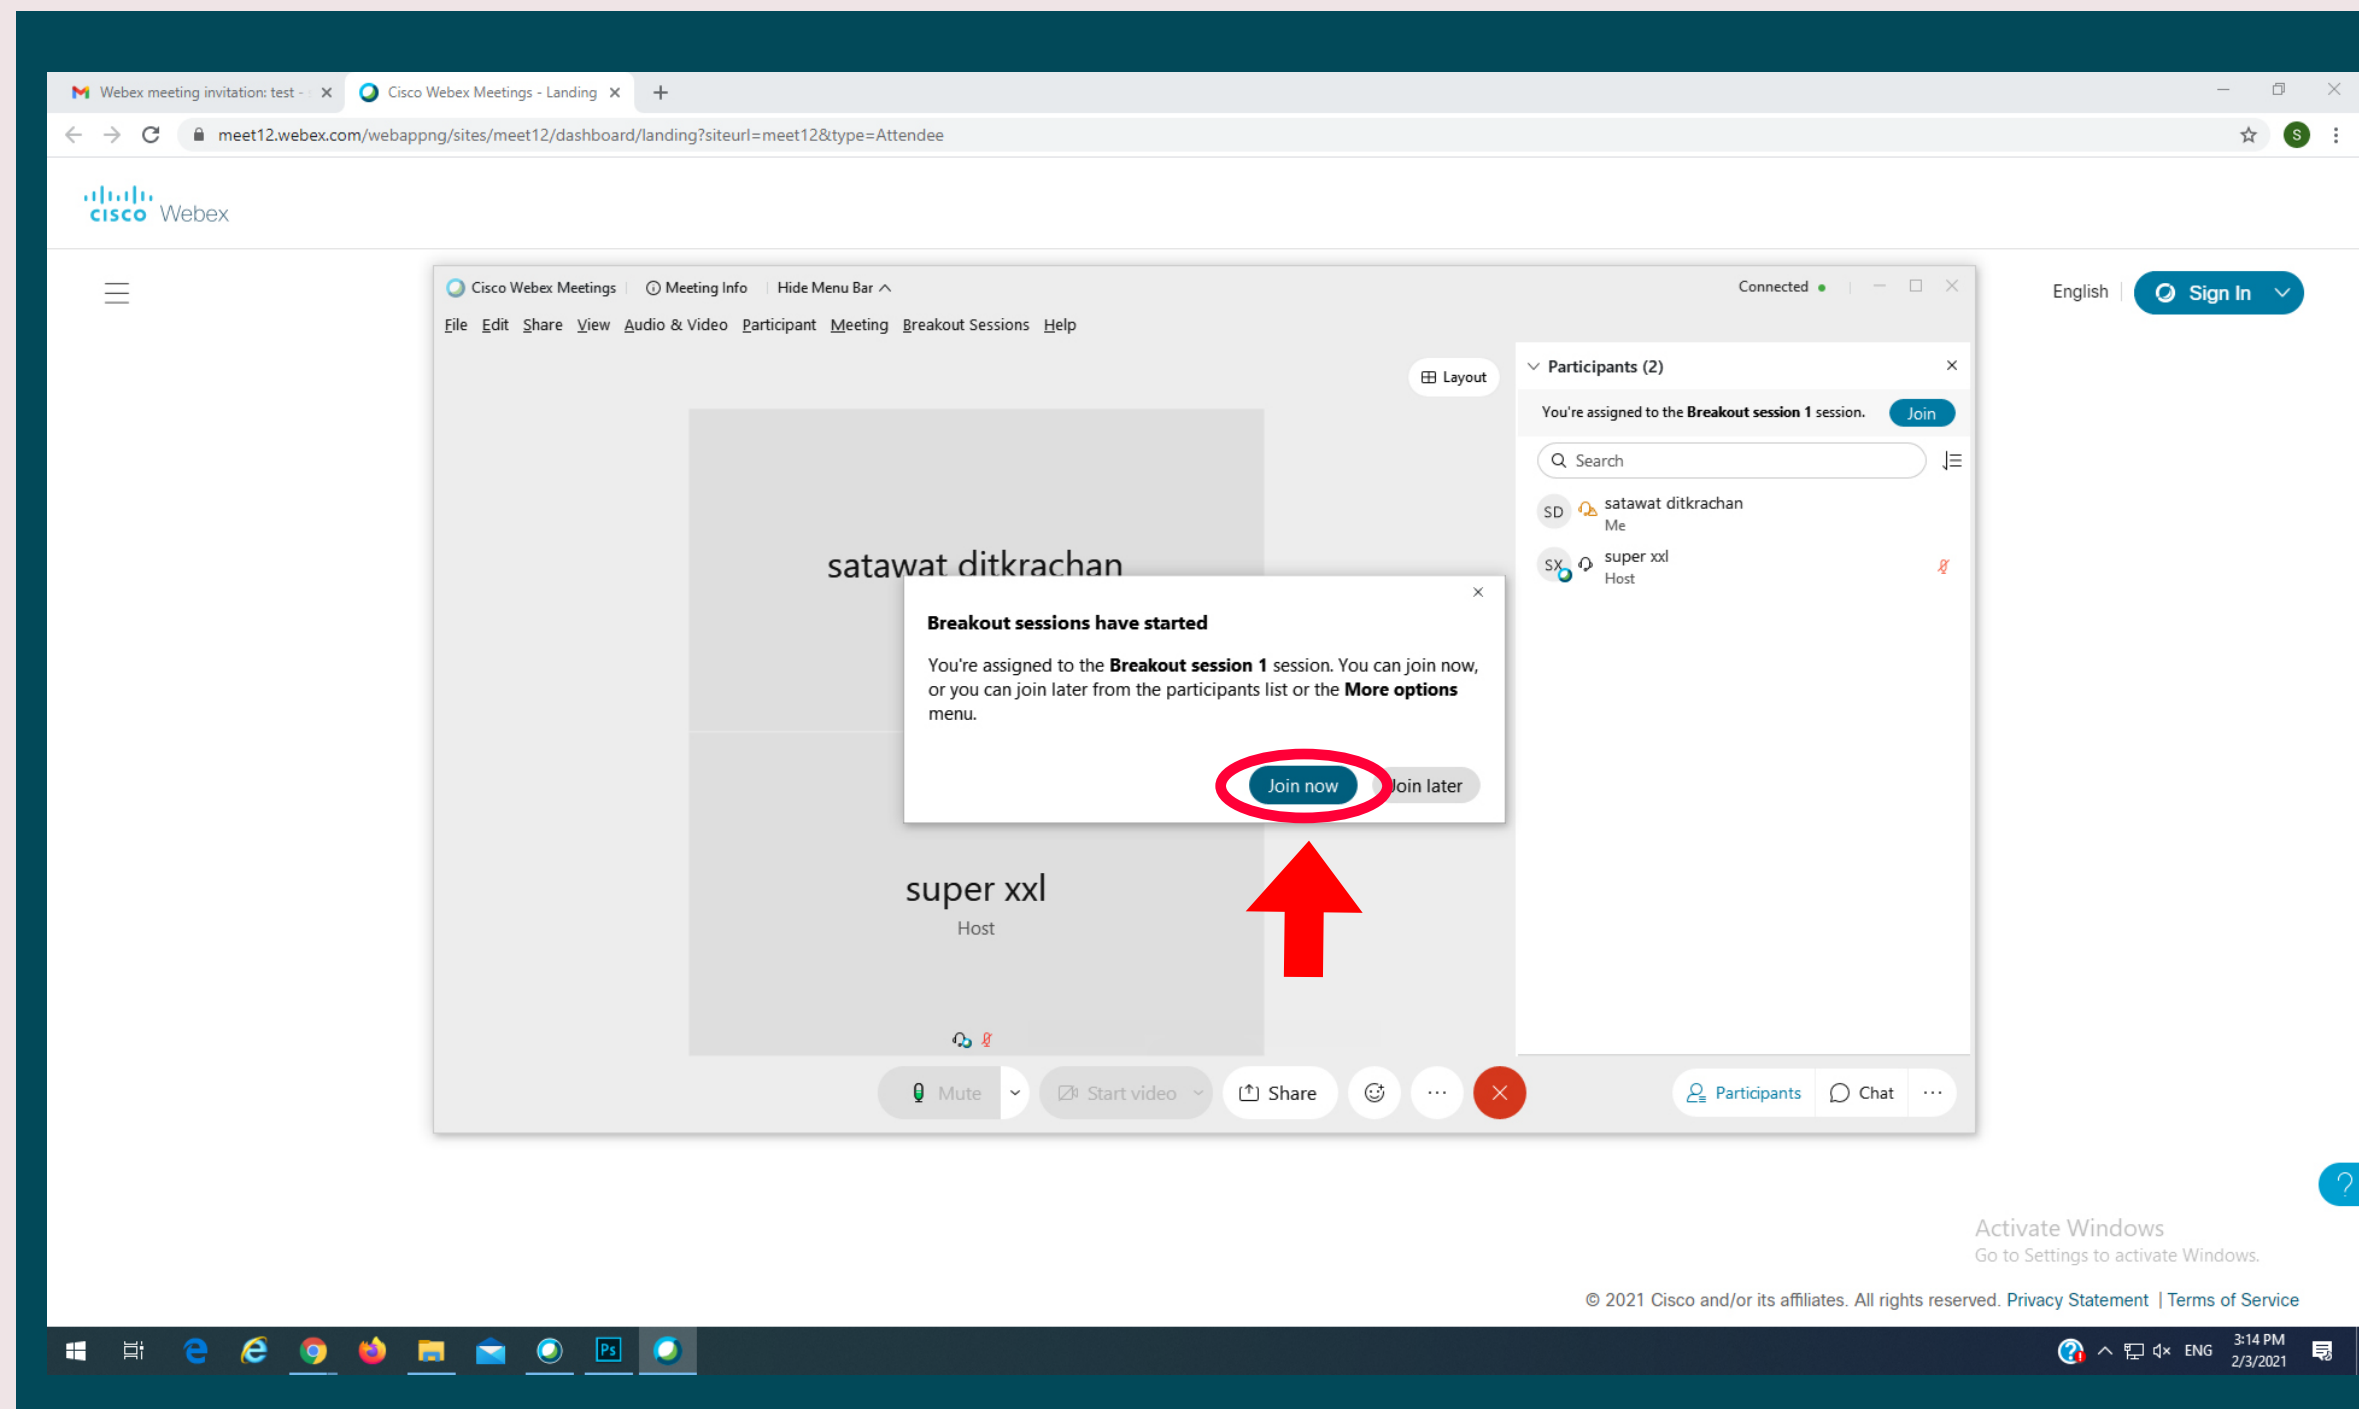 Webex meeting invitation: test -
Cisco Webex Meetings - Landing
meet12.webex.com/webappng/sites/meet12/dashboard/landing?siteurl=meet12&type=Attendee
S
CISCO Webex
English
Sign In
Cisco Webex Meetings
Meeting Info
Hide Menu Bar
Connected
File Edit Share View Audio & Video Participant Meeting Breakout Sessions Help
Layout
Participants (2)
You're assigned to the Breakout session 1 session.
Join
Search
SD
satawat ditkrachan
Me
SX
super xxl
Host
satawat ditkrachan
Breakout sessions have started
You're assigned to the Breakout session 1 session. You can join now,
or you can join later from the participants list or the More options
menu.
Join now
Join later
super xxl
Host
Mute
Start video
Share
Participants
Chat
?
Activate Windows
Go to Settings to activate Windows.
© 2021 Cisco and/or its affiliates. All rights reserved. Privacy Statement | Terms of Service
Ps
ENG
3:14 PM
2/3/2021